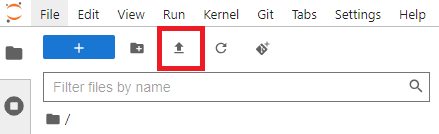 File Edit View Run Kernel Git Tabs Settings Help
+
Filter files by name
/